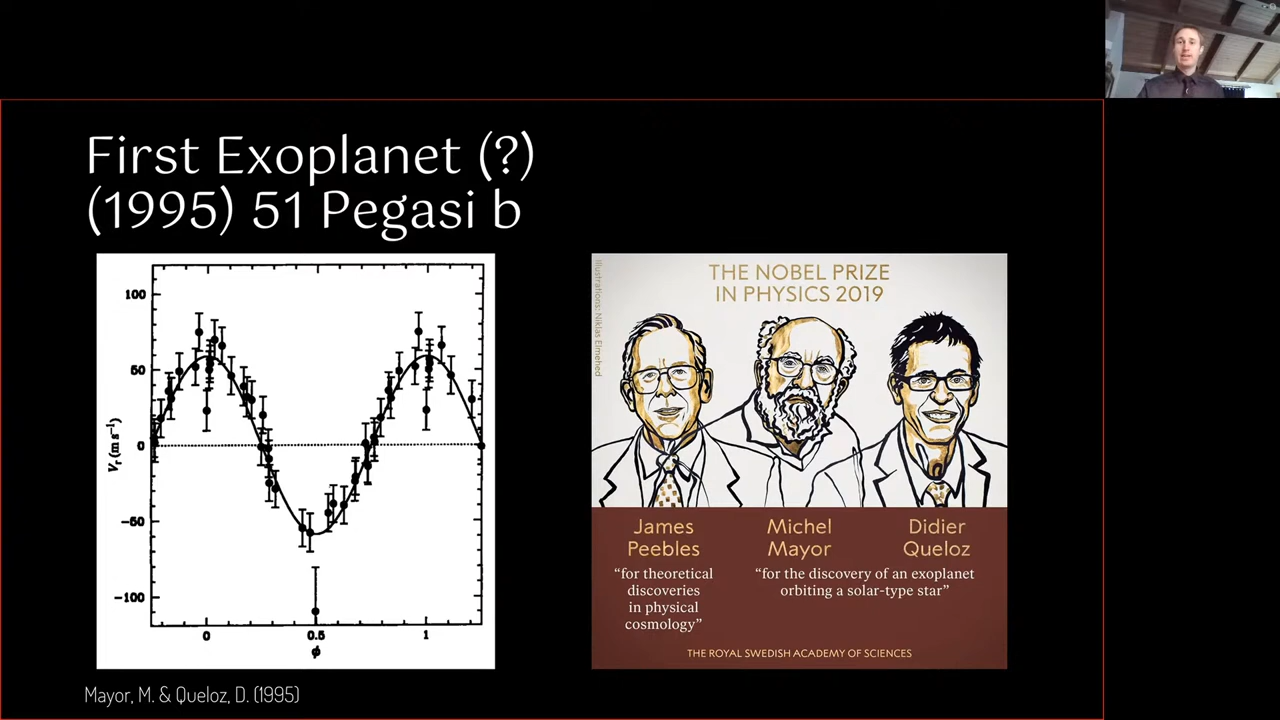 First Exoplanet (?)
(1995) 51 Pegasi b
100
50
0
-50
-100
Vr (m s⁻¹)
0
0.5
1
ϕ
Illustrations: Niklas Elmehed
THE NOBEL PRIZE
IN PHYSICS 2019
James
Peebles
“for theoretical
discoveries
in physical
cosmology”
Michel
Mayor
Didier
Queloz
“for the discovery of an exoplanet
orbiting a solar-type star”
THE ROYAL SWEDISH ACADEMY OF SCIENCES
Mayor, M. & Queloz, D. (1995)